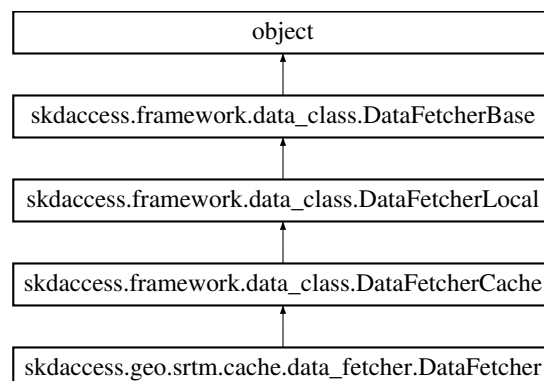 object
skdaccess.framework.data_class.DataFetcherBase
skdaccess.framework.data_class.DataFetcherLocal
skdaccess.framework.data_class.DataFetcherCache
skdaccess.geo.srtm.cache.data_fetcher.DataFetcher